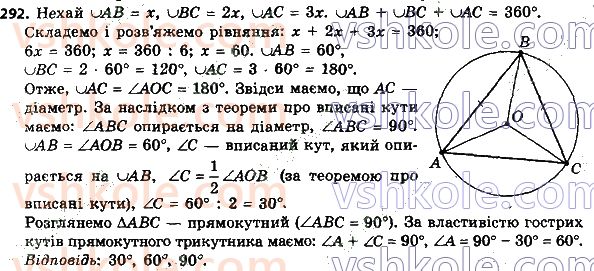 292. Нехай ∪AB = x, ∪BC = 2x, ∪AC = 3x. ∪AB + ∪BC + ∪AC = 360°.
Складемо і розв'яжемо рівняння: x + 2x + 3x = 360;
6x = 360; x = 360 : 6; x = 60. ∪AB = 60°,
∪BC = 2 · 60° = 120°, ∪AC = 3 · 60° = 180°.
Отже, ∪AC = ∠AOC = 180°. Звідси маємо, що AC —
діаметр. За наслідком з теореми про вписані кути
маємо: ∠ABC опирається на діаметр, ∠ABC = 90°.
∪AB = ∠AOB = 60°, ∠C — вписаний кут, який опи-
рається на ∪AB, ∠C = 1/2 ∠AOB (за теоремою про
вписані кути), ∠C = 60° : 2 = 30°.
Розглянемо ΔABC — прямокутний (∠ABC = 90°). За властивістю гострих
кутів прямокутного трикутника маємо: ∠A + ∠C = 90°, ∠A = 90° − 30° = 60°.
Відповідь: 30°, 60°, 90°.
B
O
A
C
vshkole.com